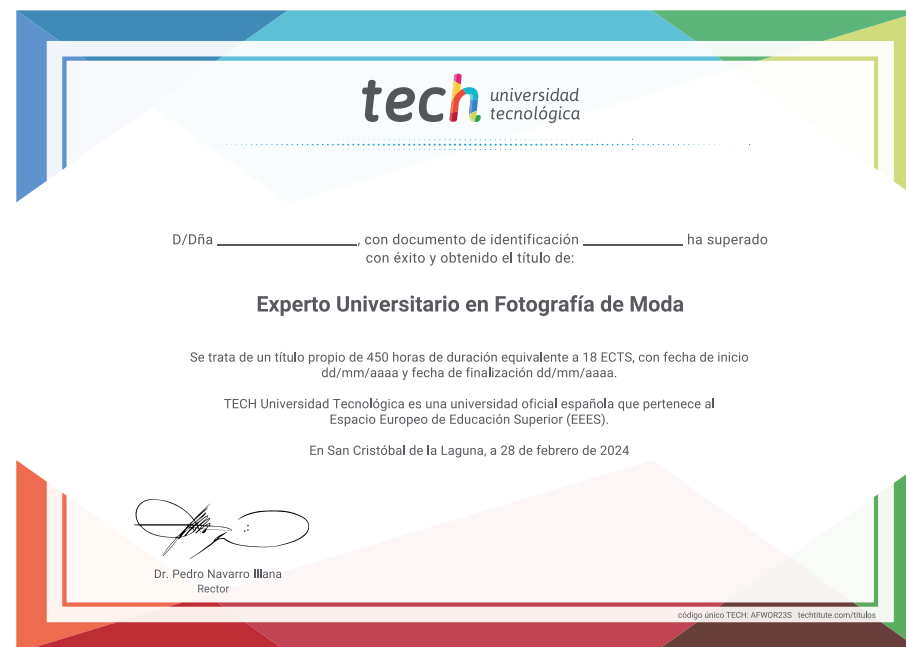 tech universidad
tecnológica
D/Dña ____________________, con documento de identificación ______________ ha superado
con éxito y obtenido el título de:
Experto Universitario en Fotografía de Moda
Se trata de un título propio de 450 horas de duración equivalente a 18 ECTS, con fecha de inicio
dd/mm/aaaa y fecha de finalización dd/mm/aaaa.
TECH Universidad Tecnológica es una universidad oficial española que pertenece al
Espacio Europeo de Educación Superior (EEES).
En San Cristóbal de la Laguna, a 28 de febrero de 2024
Dr. Pedro Navarro Illana
Rector
código único TECH: AFWOR23S techtitute.com/titulos